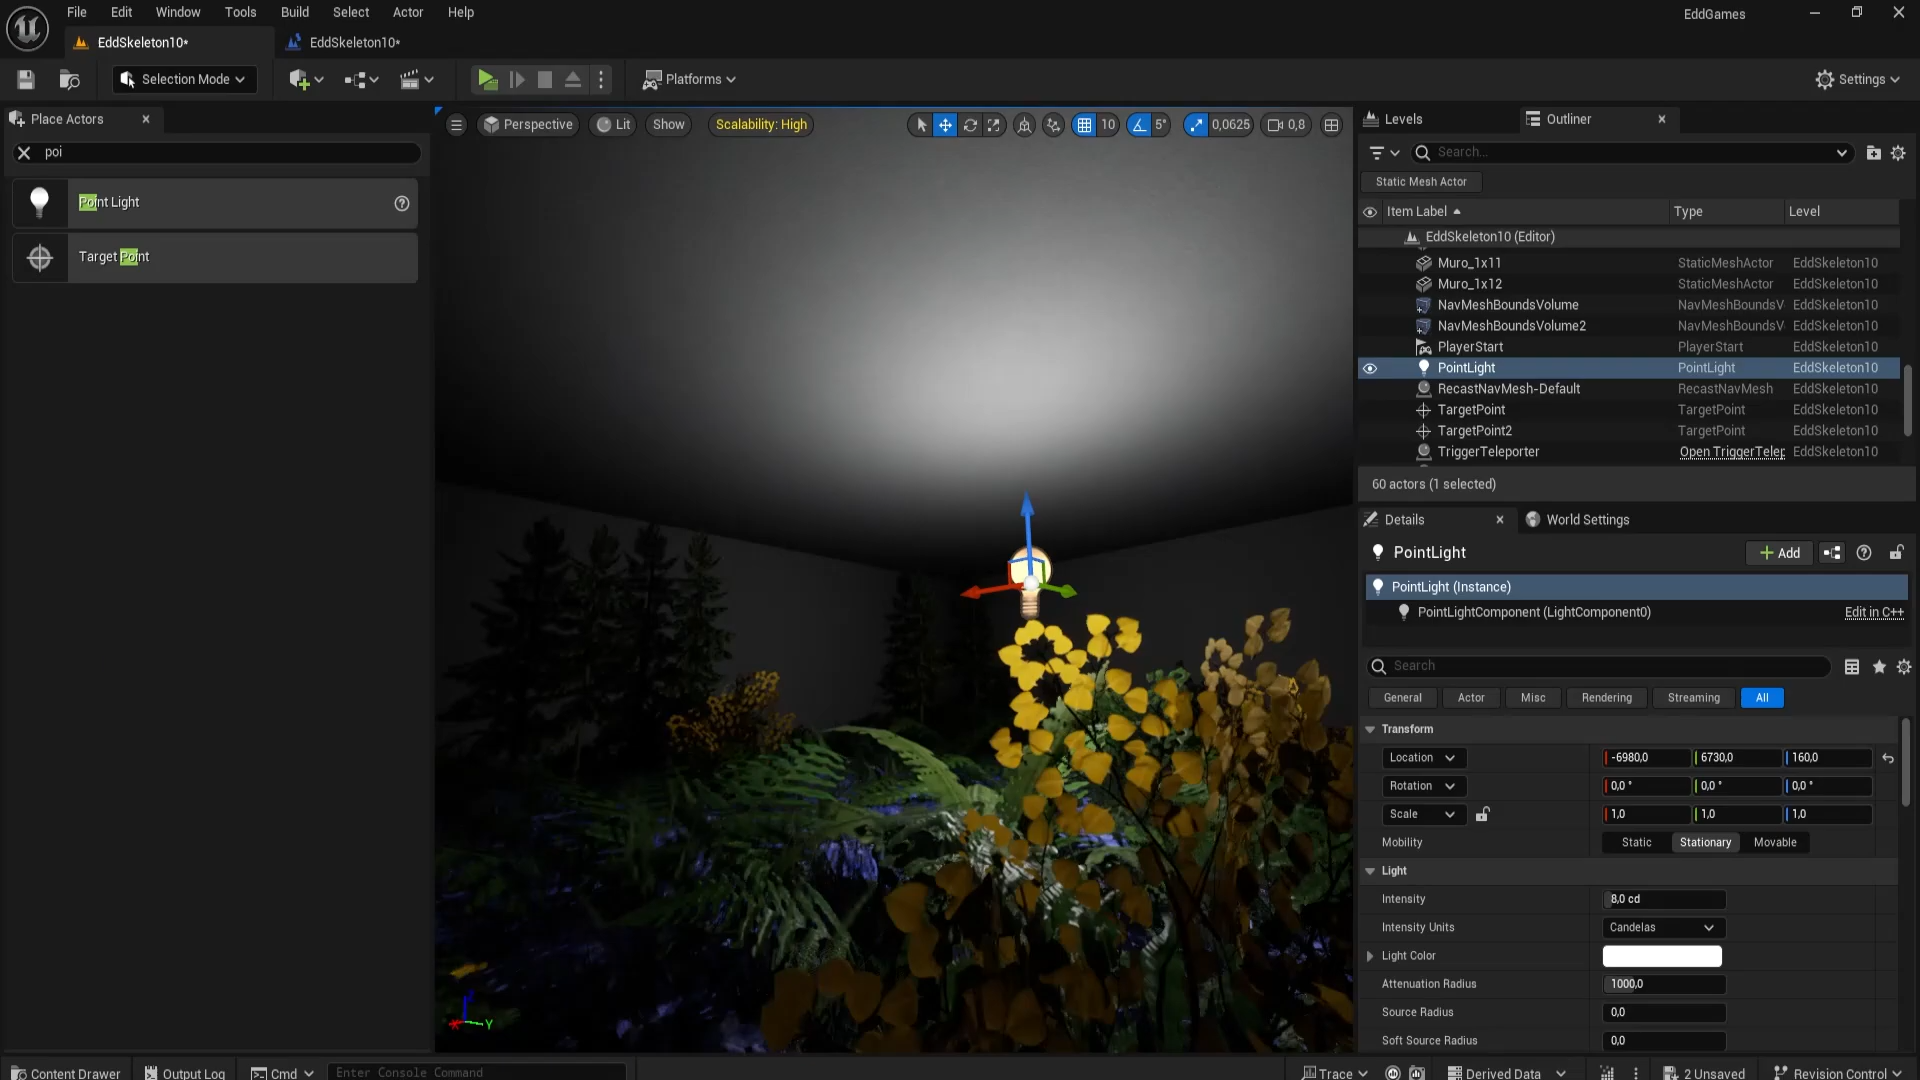 File Edit Window Tools Build Select Actor Help
EddGames
EddSkeleton10*
EddSkeleton10*
Selection Mode
Platforms
Settings
Place Actors
poi
Point Light
Target Point
Perspective
Lit
Show
Scalability: High
10
5°
0,0625
0,8
Levels
Outliner
Search...
Static Mesh Actor
Item Label Type Level
EddSkeleton10 (Editor)
Muro_1x11 StaticMeshActor EddSkeleton10
Muro_1x12 StaticMeshActor EddSkeleton10
NavMeshBoundsVolume NavMeshBoundsV EddSkeleton10
NavMeshBoundsVolume2 NavMeshBoundsV EddSkeleton10
PlayerStart PlayerStart EddSkeleton10
PointLight PointLight EddSkeleton10
RecastNavMesh-Default RecastNavMesh EddSkeleton10
TargetPoint TargetPoint EddSkeleton10
TargetPoint2 TargetPoint EddSkeleton10
TriggerTeleporter Open TriggerTelep EddSkeleton10
60 actors (1 selected)
Details
World Settings
PointLight
Add
PointLight (Instance)
PointLightComponent (LightComponent0) Edit in C++
Search
General Actor Misc Rendering Streaming All
Transform
Location -6980,0 6730,0 160,0
Rotation 0,0 ° 0,0 ° 0,0 °
Scale 1,0 1,0 1,0
Mobility Static Stationary Movable
Light
Intensity 8,0 cd
Intensity Units Candelas
Light Color
Attenuation Radius 1000,0
Source Radius 0,0
Soft Source Radius 0,0
X Y Z
Content Drawer Output Log Cmd Enter Console Command Trace Derived Data 2 Unsaved Revision Control